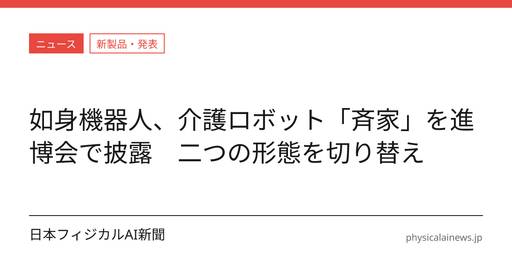 ニュース 新製品・発表
如身機器人、介護ロボット「斉家」を進
博会で披露　二つの形態を切り替え
日本フィジカルAI新聞
physicalainews.jp